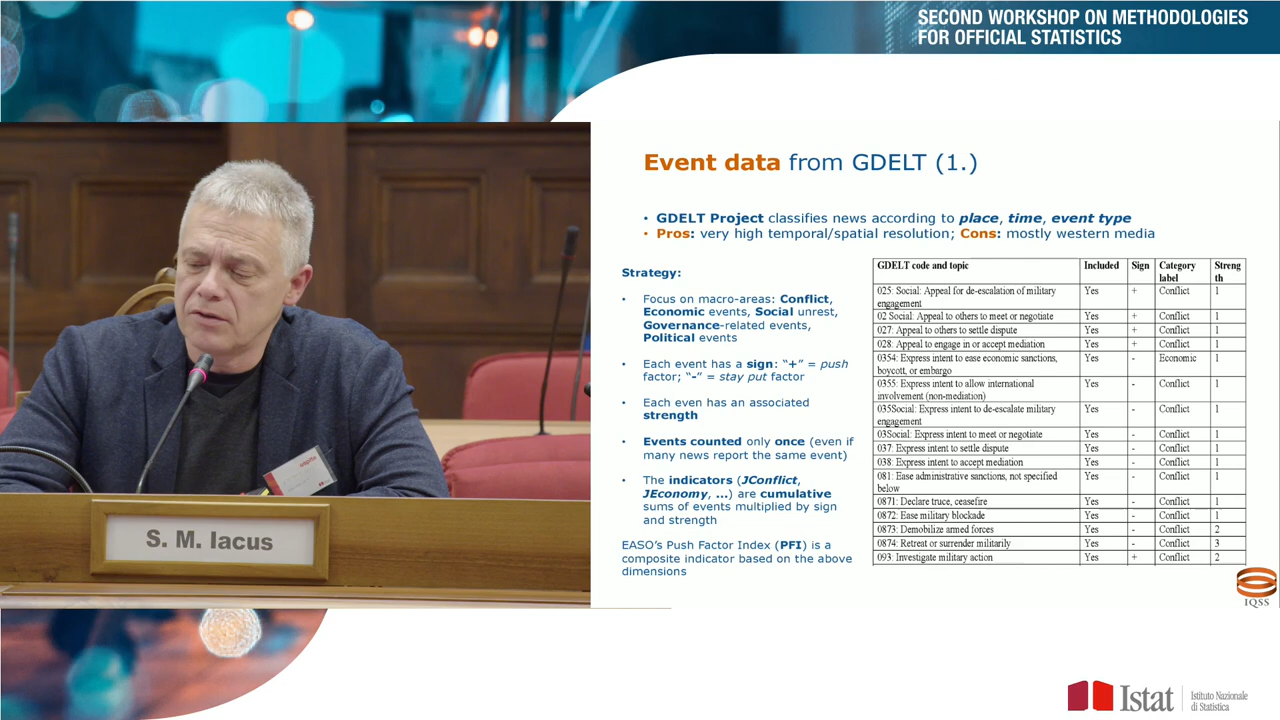 SECOND WORKSHOP ON METHODOLOGIES
FOR OFFICIAL STATISTICS
Event data from GDELT (1.)
• GDELT Project classifies news according to place, time, event type
• Pros: very high temporal/spatial resolution; Cons: mostly western media
Strategy:
• Focus on macro-areas: Conflict,
Economic events, Social unrest,
Governance-related events,
Political events
• Each event has a sign: "+" = push
factor; "-" = stay put factor
• Each even has an associated
strength
• Events counted only once (even if
many news report the same event)
• The indicators (JConflict,
JEconomy, ...) are cumulative
sums of events multiplied by sign
and strength
EASO's Push Factor Index (PFI) is a
composite indicator based on the above
dimensions
GDELT code and topic Included Sign Category Streng
label th
025: Social: Appeal for de-escalation of military Yes + Conflict 1
engagement
02 Social: Appeal to others to meet or negotiate Yes + Conflict 1
027: Appeal to others to settle dispute Yes + Conflict 1
028: Appeal to engage in or accept mediation Yes + Conflict 1
0354: Express intent to ease economic sanctions, Yes - Economic 1
boycott, or embargo
0355: Express intent to allow international Yes - Conflict 1
involvement (non-mediation)
035Social: Express intent to de-escalate military Yes - Conflict 1
engagement
03Social: Express intent to meet or negotiate Yes - Conflict 1
037: Express intent to settle dispute Yes - Conflict 1
038: Express intent to accept mediation Yes - Conflict 1
081: Ease administrative sanctions, not specified Yes - Conflict 1
below
0871: Declare truce, ceasefire Yes - Conflict 1
0872: Ease military blockade Yes - Conflict 1
0873: Demobilize armed forces Yes - Conflict 2
0874: Retreat or surrender militarily Yes - Conflict 3
093: Investigate military action Yes + Conflict 2
S. M. Iacus
IQSS
Istat
Istituto Nazionale
di Statistica